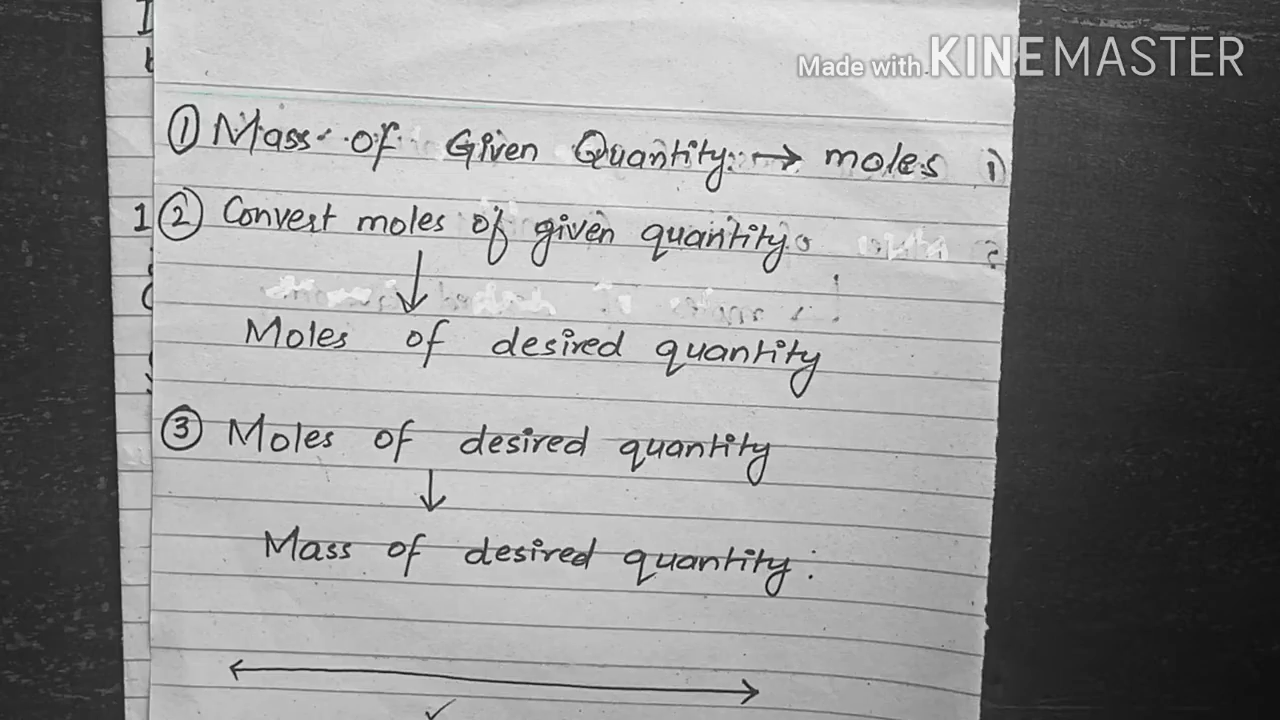 Made with KINEMASTER
① Mass of Given Quantity → moles
② Convert moles of given quantity
↓
Moles of desired quantity
③ Moles of desired quantity
↓
Mass of desired quantity.